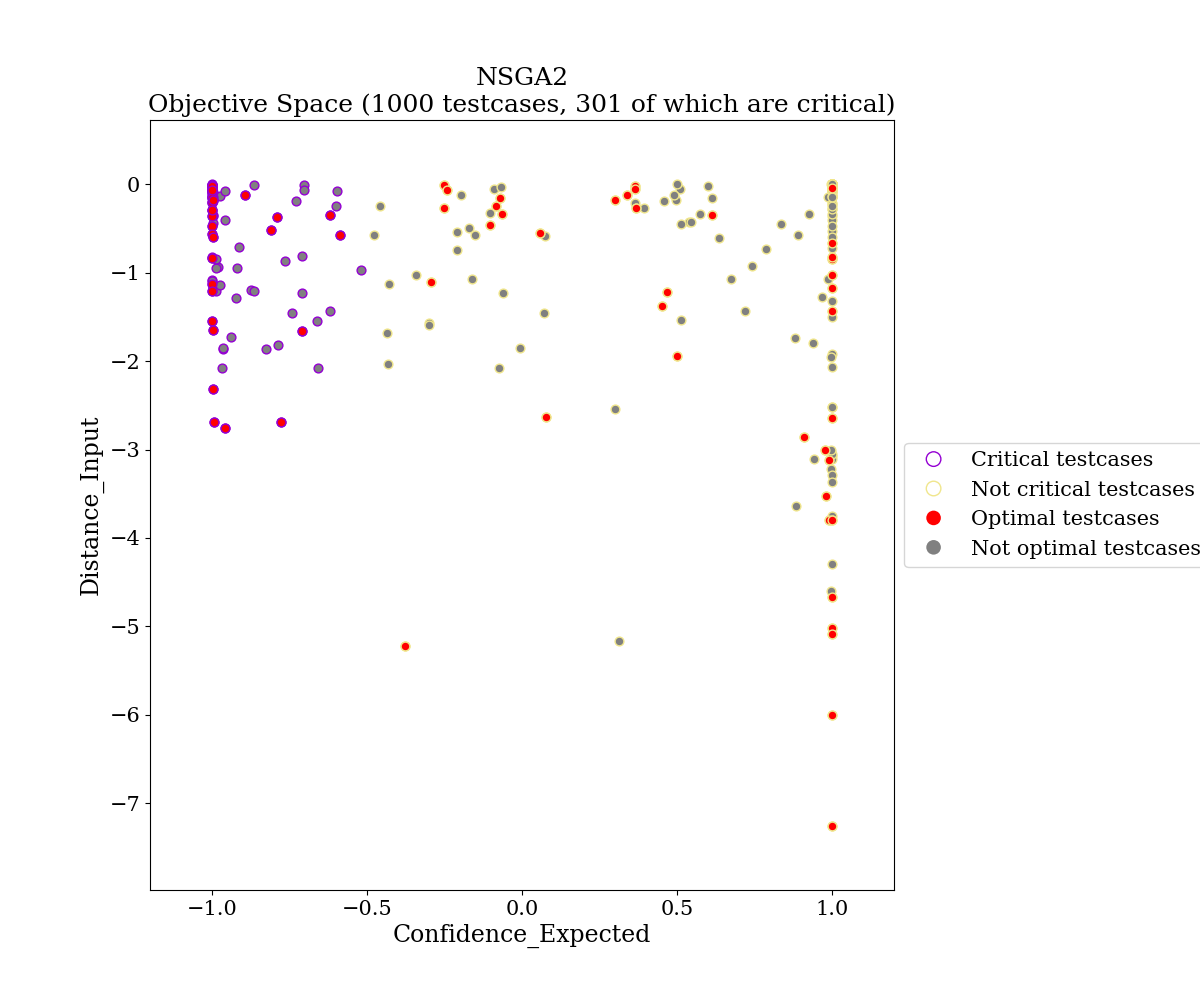 NSGA2
Objective Space (1000 testcases, 301 of which are critical)
0
−1
−2
−3
−4
−5
−6
−7
Distance_Input
−1.0
−0.5
0.0
0.5
1.0
Confidence_Expected
Critical testcases
Not critical testcases
Optimal testcases
Not optimal testcases